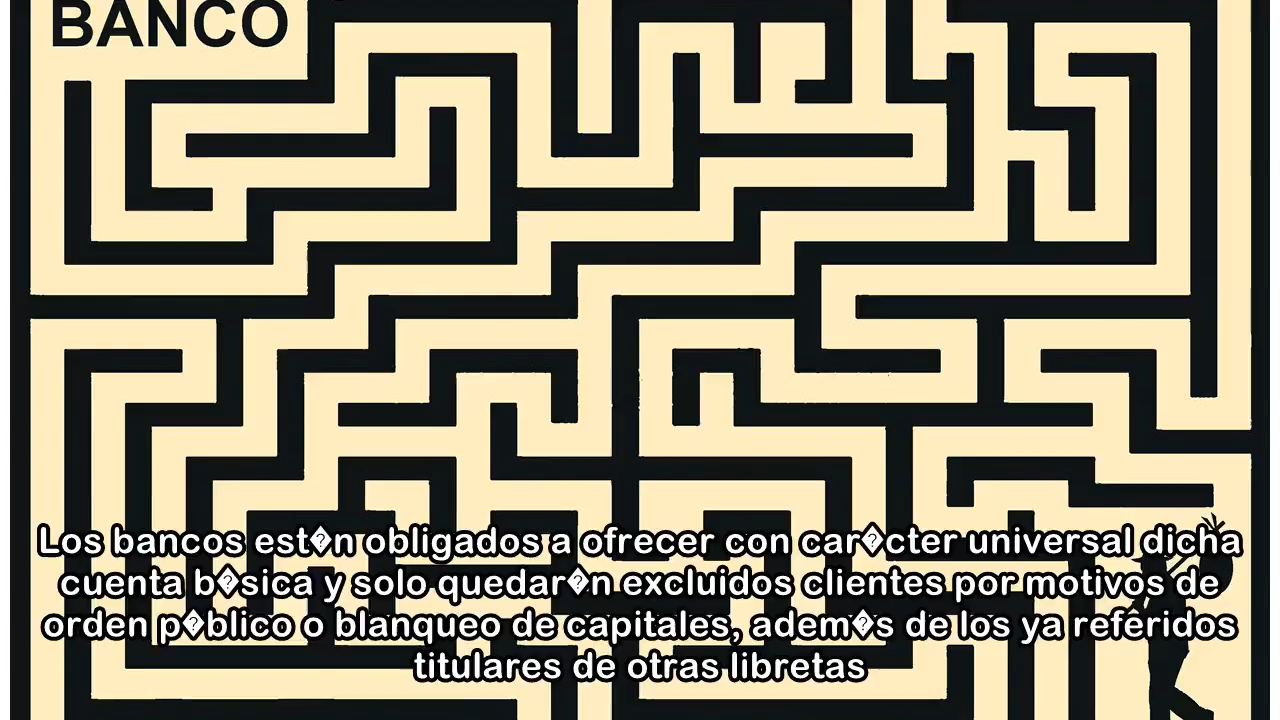 BANCO
Los bancos est�n obligados a ofrecer con car�cter universal dicha
cuenta b�sica y solo quedar�n excluidos clientes por motivos de
orden p�blico o blanqueo de capitales, adem�s de los ya referidos
titulares de otras libretas